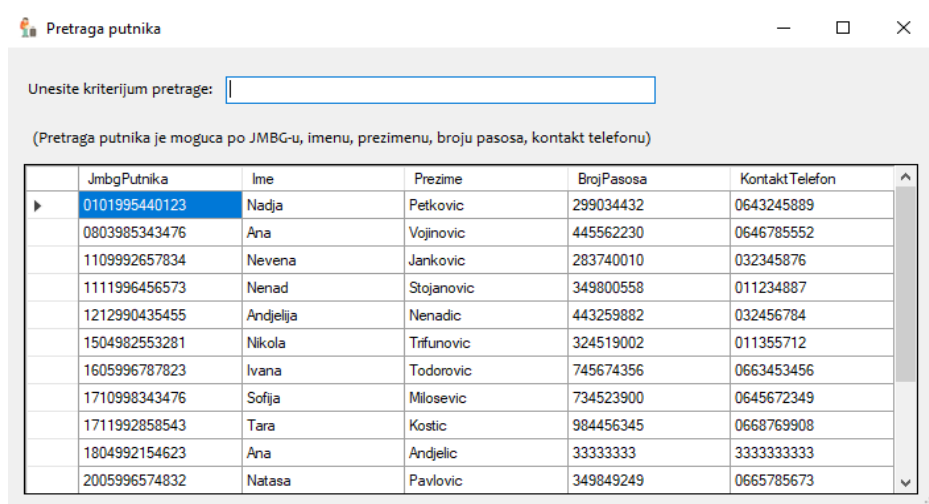 Pretraga putnika
Unesite kriterijum pretrage:
(Pretraga putnika je moguca po JMBG-u, imenu, prezimenu, broju pasosa, kontakt telefonu)
JmbgPutnika Ime Prezime BrojPasosa KontaktTelefon
0101995440123 Nadja Petkovic 299034432 0643245889
0803985343476 Ana Vojinovic 445562230 0646785552
1109992657834 Nevena Jankovic 283740010 032345876
1111996456573 Nenad Stojanovic 349800558 011234887
1212990435455 Andjelija Nenadic 443259882 032456784
1504982553281 Nikola Trifunovic 324519002 011355712
1605996787823 Ivana Todorovic 745674356 0663453456
1710998343476 Sofija Milosevic 734523900 0645672349
1711992858543 Tara Kostic 984456345 0668769908
1804992154623 Ana Andjelic 33333333 3333333333
2005996574832 Natasa Pavlovic 349849249 0665785673